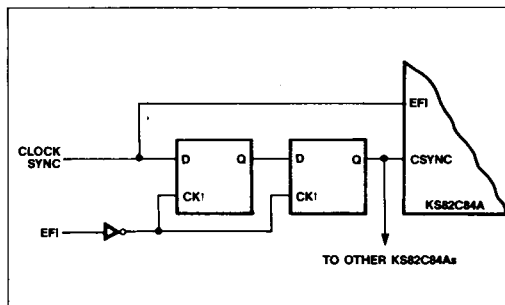 EFI
CLOCK
SYNC
D
Q
D
Q
CSYNC
CK↑
CK↑
KS82C84A
EFI
TO OTHER KS82C84As